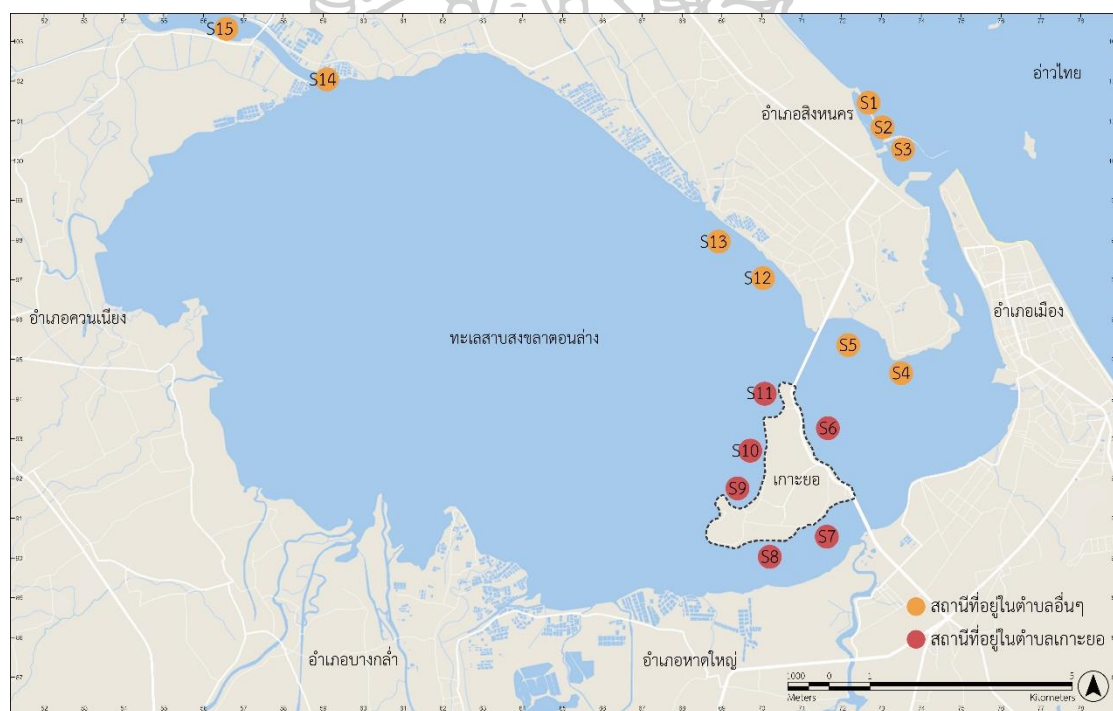 S15
S14
อ่าวไทย
S1
อำเภอสิงหนคร
S2
S3
S13
S12
อำเภอควนเนียง
อำเภอเมือง
ทะเลสาบสงขลาตอนล่าง
S5
S4
S11
S6
S10
เกาะยอ
S9
S7
S8
สถานีที่อยู่ในตำบลอื่นๆ
สถานีที่อยู่ในตำบลเกาะยอ
อำเภอบางกล่ำ
อำเภอหาดใหญ่
1000 0 1 5
Meters Kilometers